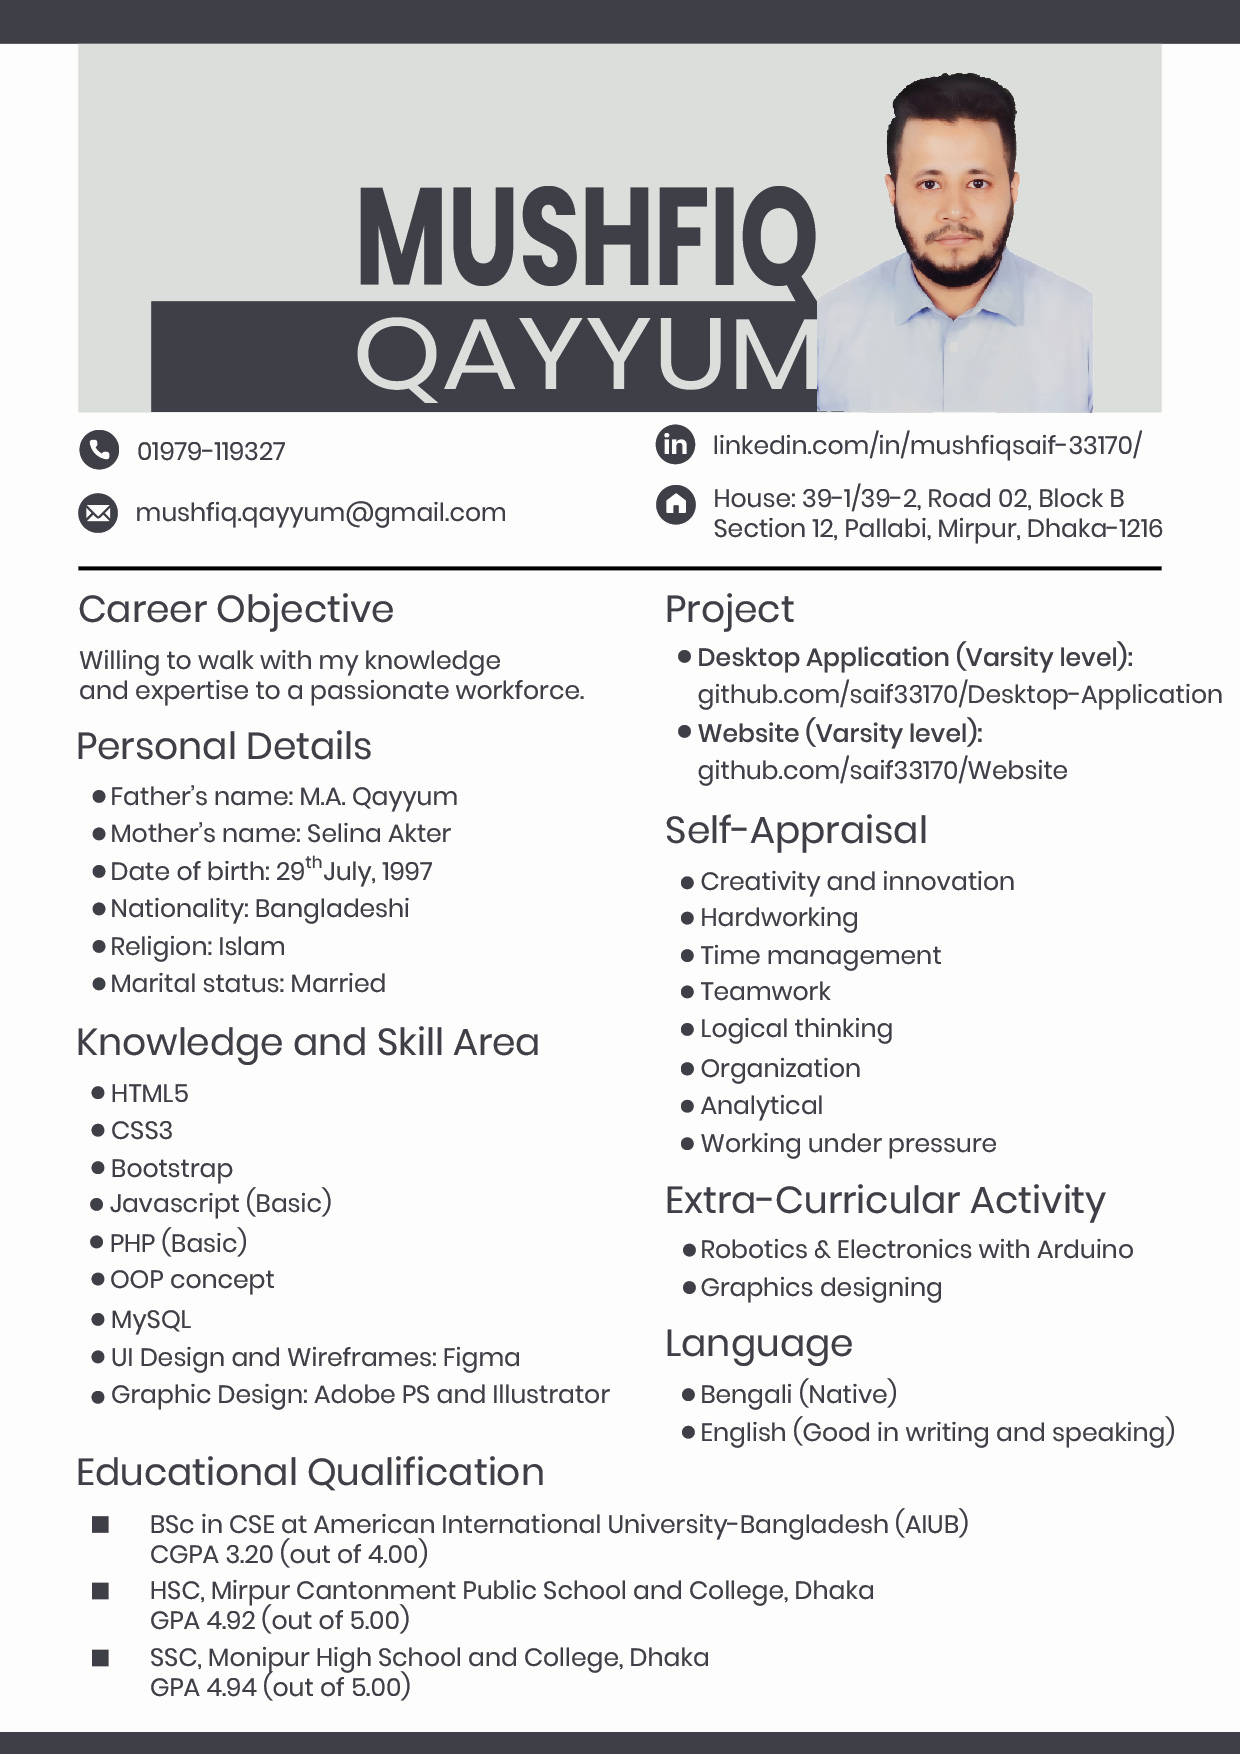 MUSHFIQ
QAYYUM
01979-119327
mushfiq.qayyum@gmail.com
linkedin.com/in/mushfiqsaif-33170/
House: 39-1/39-2, Road 02, Block B
Section 12, Pallabi, Mirpur, Dhaka-1216
Career Objective
Willing to walk with my knowledge
and expertise to a passionate workforce.
Personal Details
Father's name: M.A. Qayyum
Mother's name: Selina Akter
Date of birth: 29th July, 1997
Nationality: Bangladeshi
Religion: Islam
Marital status: Married
Knowledge and Skill Area
HTML5
CSS3
Bootstrap
Javascript (Basic)
PHP (Basic)
OOP concept
MySQL
UI Design and Wireframes: Figma
Graphic Design: Adobe PS and Illustrator
Project
Desktop Application (Varsity level):
github.com/saif33170/Desktop-Application
Website (Varsity level):
github.com/saif33170/Website
Self-Appraisal
Creativity and innovation
Hardworking
Time management
Teamwork
Logical thinking
Organization
Analytical
Working under pressure
Extra-Curricular Activity
Robotics & Electronics with Arduino
Graphics designing
Language
Bengali (Native)
English (Good in writing and speaking)
Educational Qualification
BSc in CSE at American International University-Bangladesh (AIUB)
CGPA 3.20 (out of 4.00)
HSC, Mirpur Cantonment Public School and College, Dhaka
GPA 4.92 (out of 5.00)
SSC, Monipur High School and College, Dhaka
GPA 4.94 (out of 5.00)